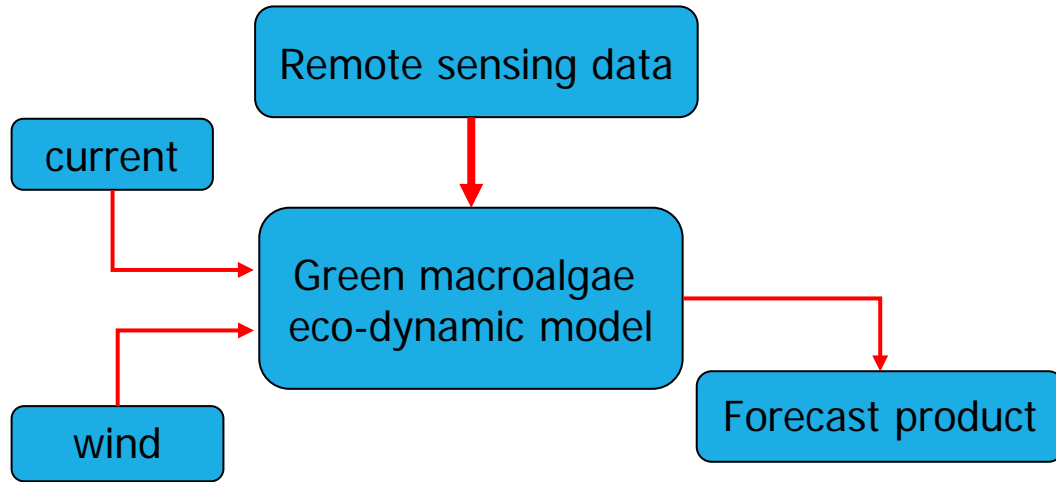 Remote sensing data
current
Green macroalgae
eco-dynamic model
wind
Forecast product